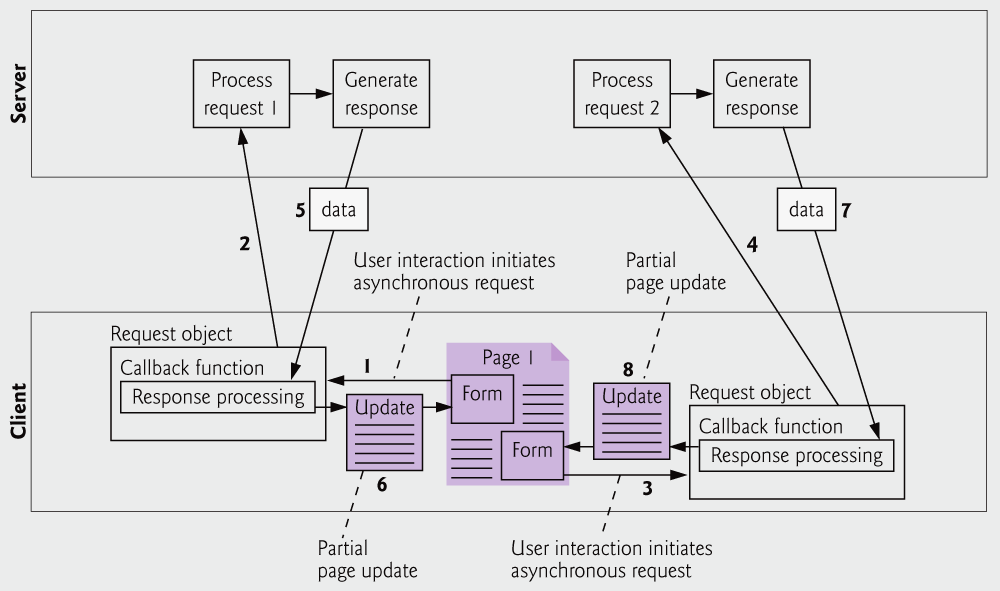 Server
Process
request 1
Generate
response
Process
request 2
Generate
response
5
data
data
7
2
4
User interaction initiates
asynchronous request
Partial
page update
Client
Request object
Callback function
Response processing
1
Page 1
Form
Update
6
Form
8
Update
3
Request object
Callback function
Response processing
Partial
page update
User interaction initiates
asynchronous request